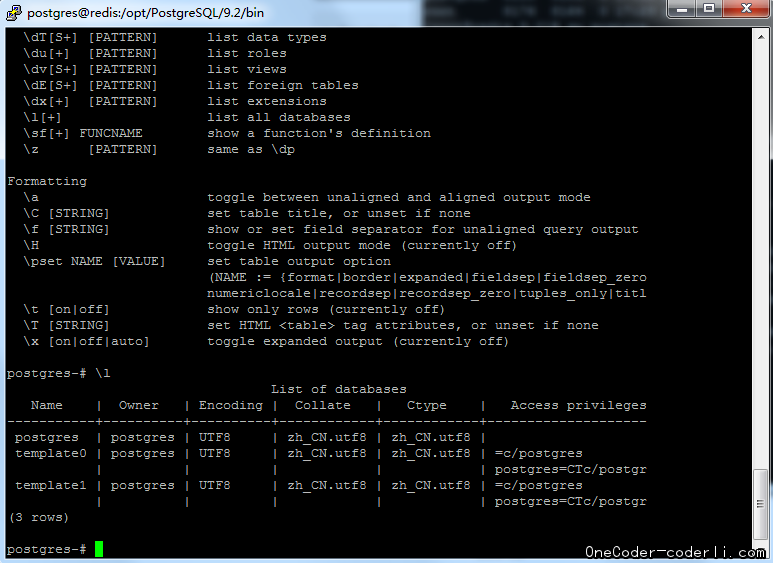 postgres@redis:/opt/PostgreSQL/9.2/bin
\dT[S+] [PATTERN]      list data types
\du[+]  [PATTERN]      list roles
\dv[S+] [PATTERN]      list views
\dE[S+] [PATTERN]      list foreign tables
\dx[+]  [PATTERN]      list extensions
\l[+]                  list all databases
\sf[+] FUNCNAME        show a function's definition
\z      [PATTERN]      same as \dp
Formatting
\a                     toggle between unaligned and aligned output mode
\C [STRING]            set table title, or unset if none
\f [STRING]            show or set field separator for unaligned query output
\H                     toggle HTML output mode (currently off)
\pset NAME [VALUE]     set table output option
(NAME := {format|border|expanded|fieldsep|fieldsep_zero
numericlocale|recordsep|recordsep_zero|tuples_only|titl
\t [on|off]            show only rows (currently off)
\T [STRING]            set HTML <table> tag attributes, or unset if none
\x [on|off|auto]       toggle expanded output (currently off)
postgres-# \l
List of databases
Name    |  Owner   | Encoding |  Collate   |   Ctype    |   Access privileges
-----------+----------+----------+------------+------------+--------------------
postgres  | postgres | UTF8     | zh_CN.utf8 | zh_CN.utf8 |
template0 | postgres | UTF8     | zh_CN.utf8 | zh_CN.utf8 | =c/postgres
|          |          |            |            | postgres=CTc/postgr
template1 | postgres | UTF8     | zh_CN.utf8 | zh_CN.utf8 | =c/postgres
|          |          |            |            | postgres=CTc/postgr
(3 rows)
postgres-#
OneCoder-coderli.com